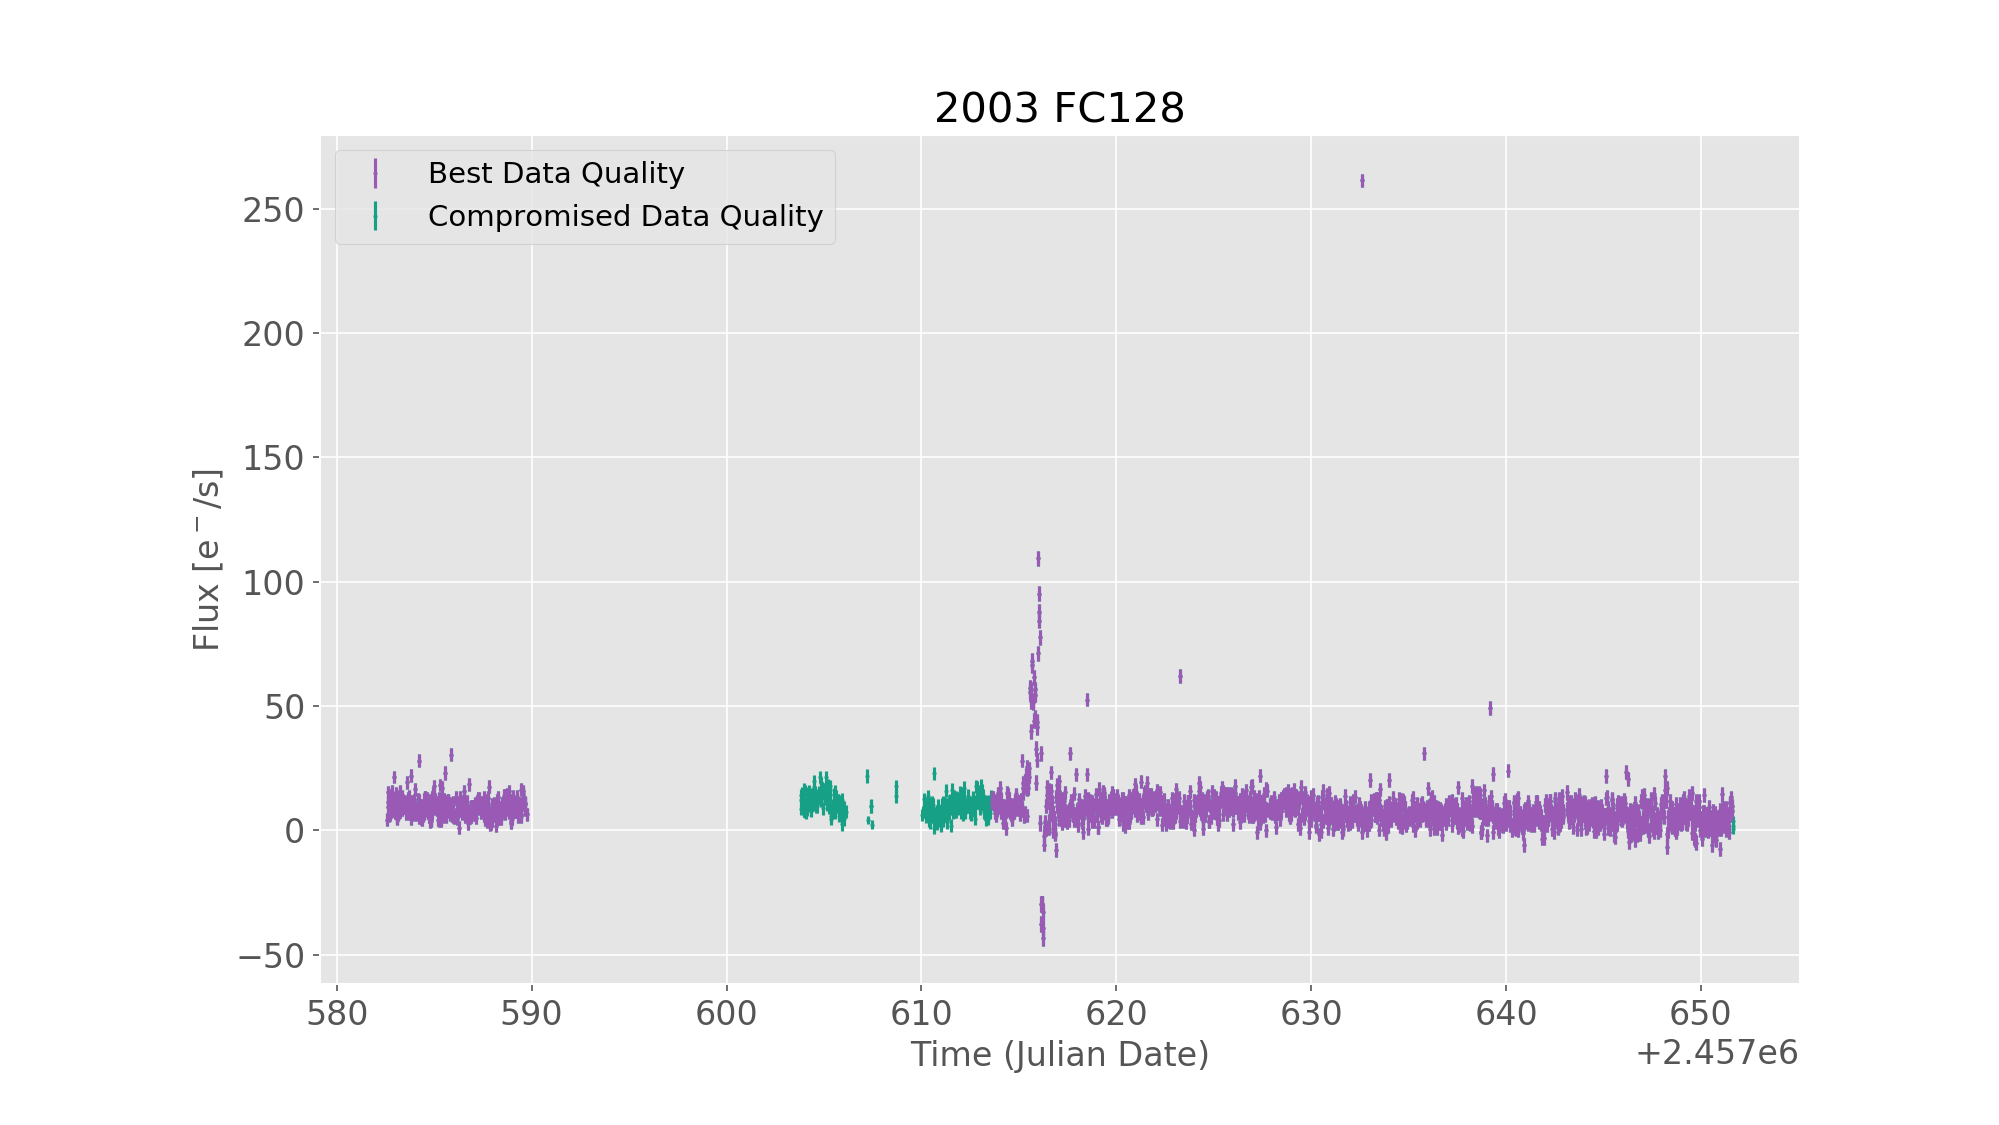 2003 FC128
Best Data Quality
Compromised Data Quality
250
200
150
100
50
0
−50
Flux [e⁻/s]
580 590 600 610 620 630 640 650
Time (Julian Date)
+2.457e6